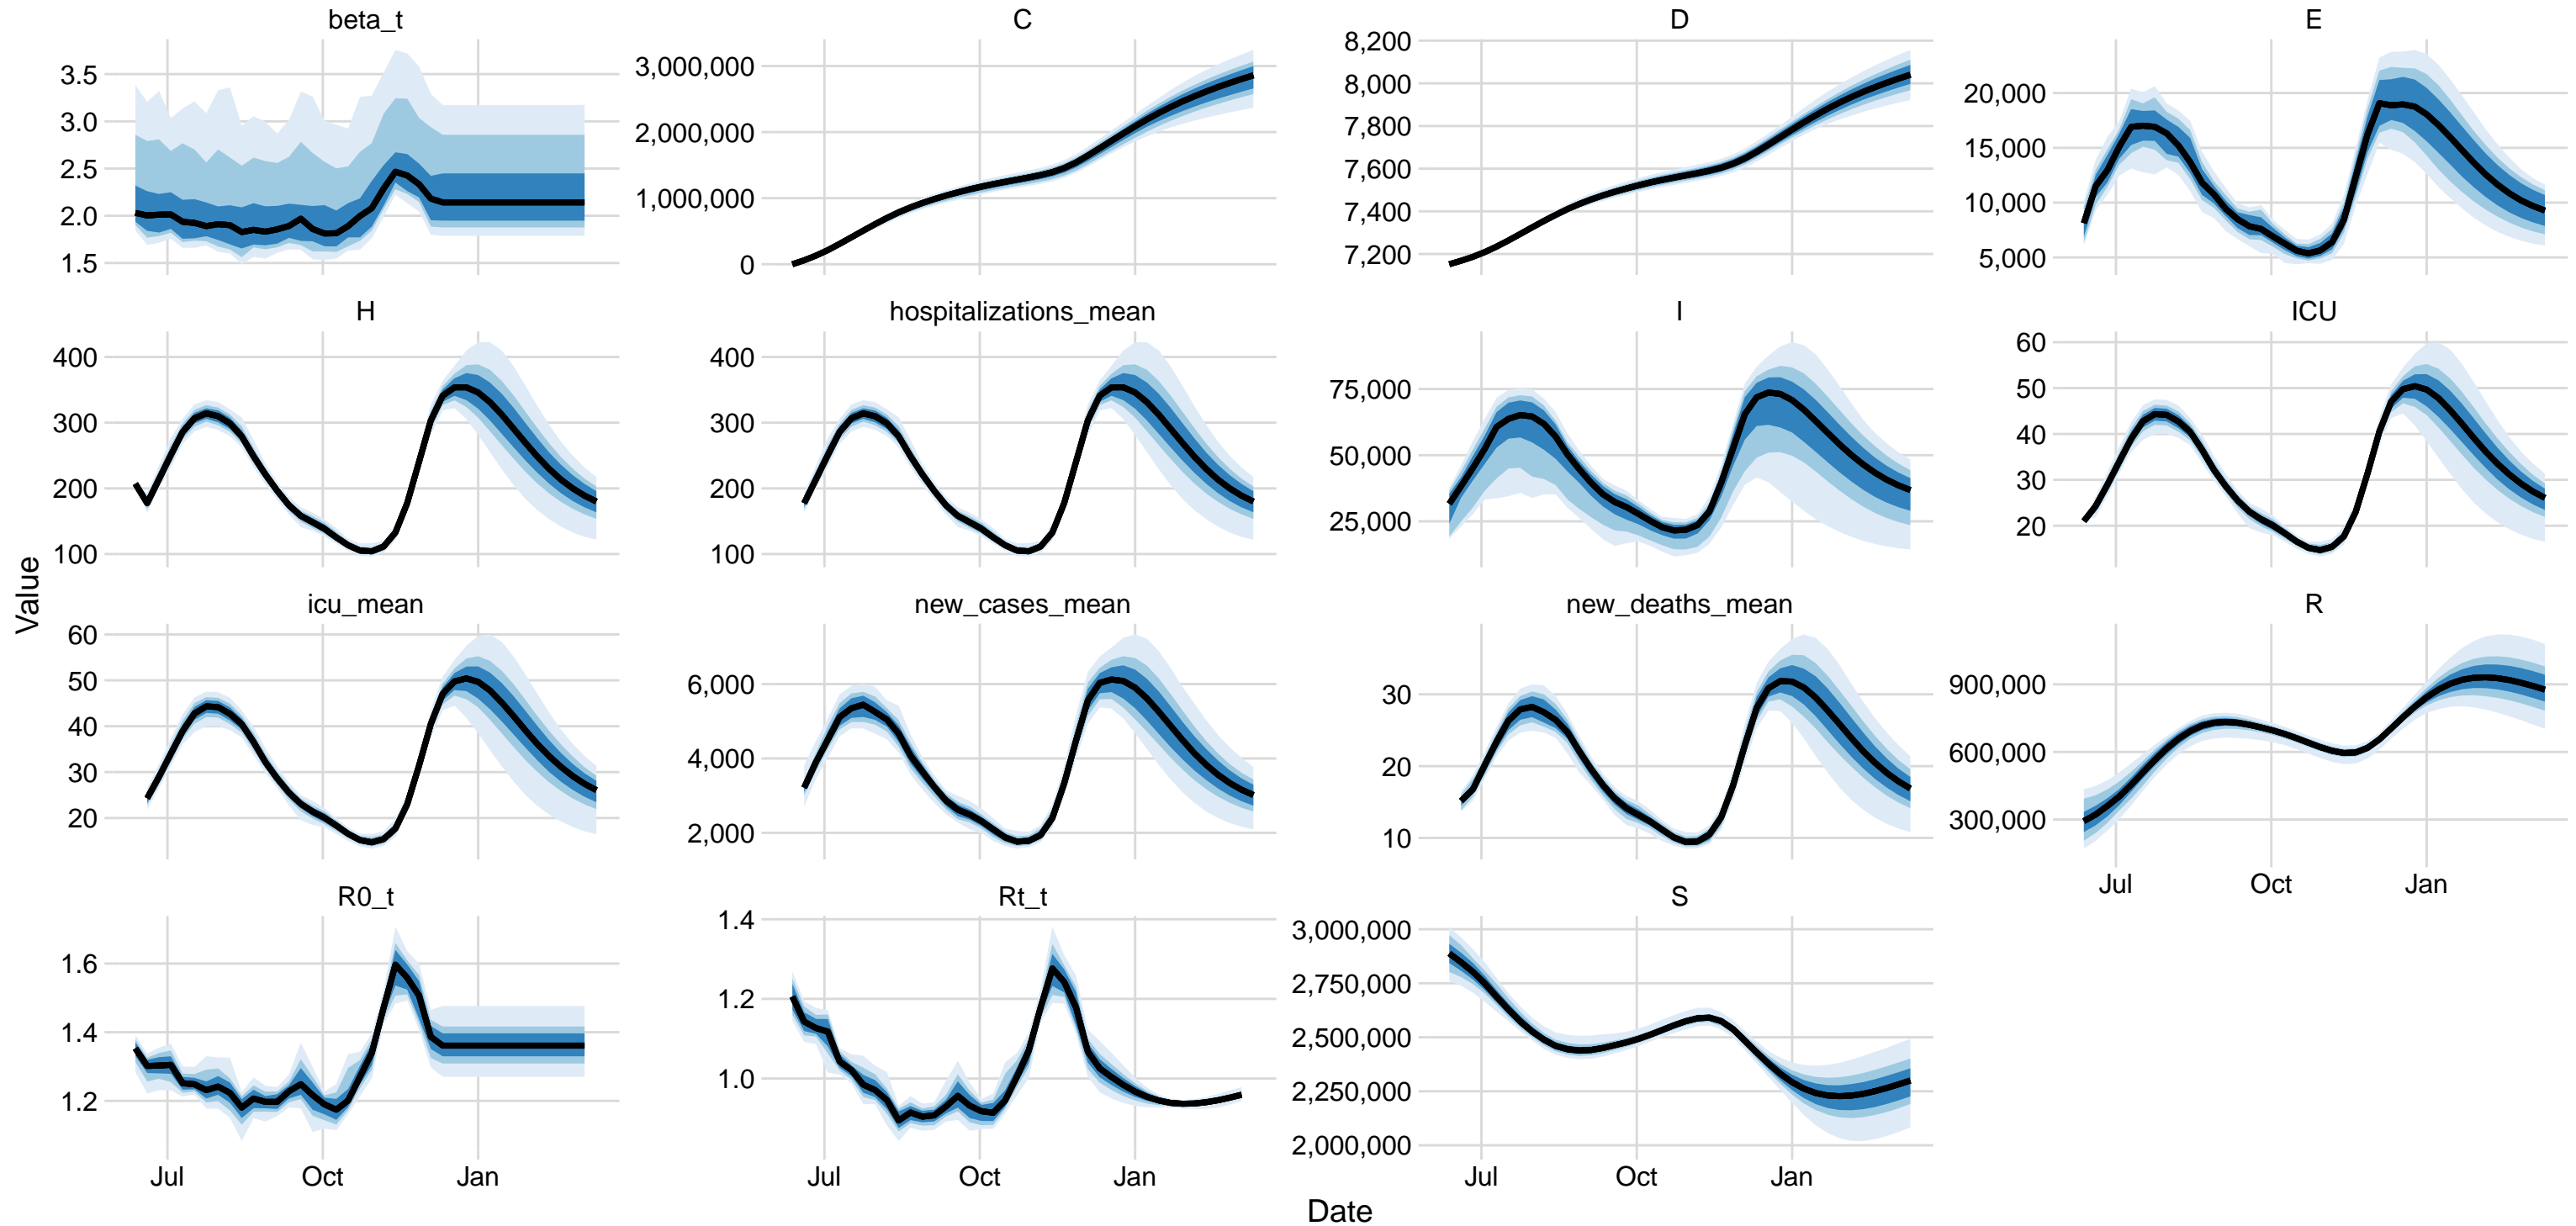 beta_t
C
D
E
3.5
3.0
2.5
2.0
1.5
3,000,000
2,000,000
1,000,000
0
8,200
8,000
7,800
7,600
7,400
7,200
20,000
15,000
10,000
5,000
H
hospitalizations_mean
I
ICU
400
300
200
100
400
300
200
100
75,000
50,000
25,000
60
50
40
30
20
Value
icu_mean
new_cases_mean
new_deaths_mean
R
60
50
40
30
20
6,000
4,000
2,000
30
20
10
900,000
600,000
300,000
Jul Oct Jan
R0_t
Rt_t
S
1.6
1.4
1.2
1.4
1.2
1.0
3,000,000
2,750,000
2,500,000
2,250,000
2,000,000
Jul Oct Jan
Jul Oct Jan
Jul Oct Jan
Date